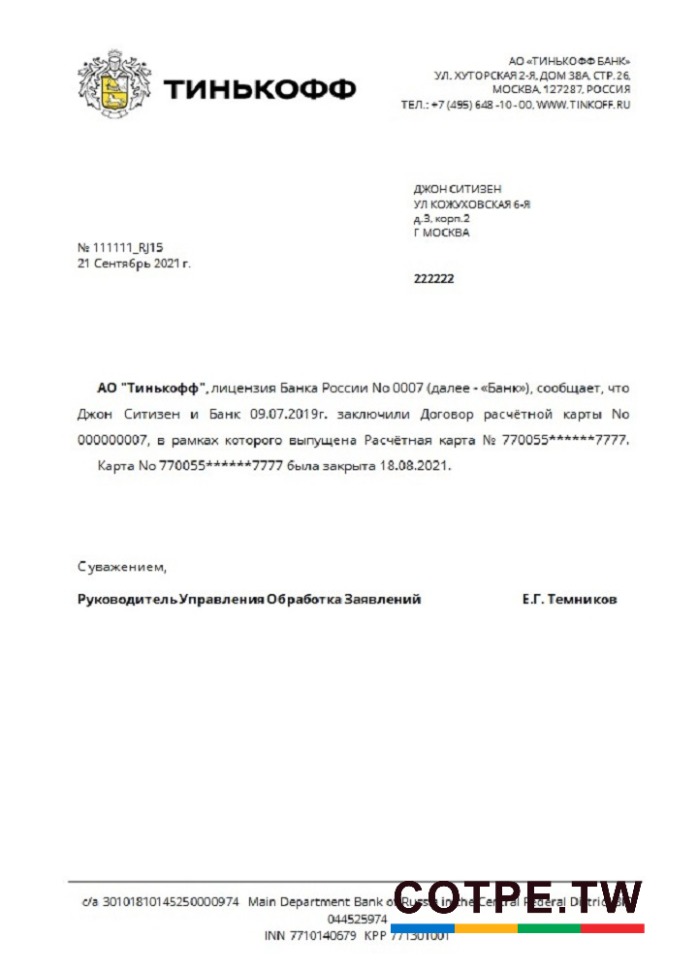 ТИНЬКОФФ
АО «ТИНЬКОФФ БАНК»
УЛ. ХУТОРСКАЯ 2-Я, ДОМ 38А, СТР. 26,
МОСКВА, 127287, РОССИЯ
ТЕЛ.: +7 (495) 648 -10 - 00, WWW.TINKOFF.RU
ДЖОН СИТИЗЕН
УЛ КОЖУХОВСКАЯ 6-Я
д.3, корп.2
Г МОСКВА
№ 111111_RJ15
21 Сентябрь 2021 г.
222222
АО "Тинькофф", лицензия Банка России No 0007 (далее - «Банк»), сообщает, что
Джон Ситизен и Банк 09.07.2019г. заключили Договор расчётной карты No
000000007, в рамках которого выпущена Расчётная карта № 770055******7777.
Карта No 770055******7777 была закрыта 18.08.2021.
С уважением,
Руководитель Управления Обработка Заявлений Е.Г. Темников
c/a 30101810145250000974 Main Department Bank of Russia in the Central Federal District
044525974
INN 7710140679 KPP 771301001
COTPE.TW